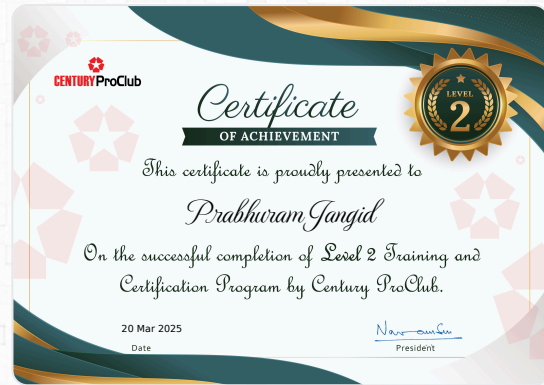 CENTURY ProClub
Certificate
OF ACHIEVEMENT
LEVEL
2
This certificate is proudly presented to
Prabhuram Jangid
On the successful completion of Level 2 Training and
Certification Program by Century ProClub.
20 Mar 2025
Date
President